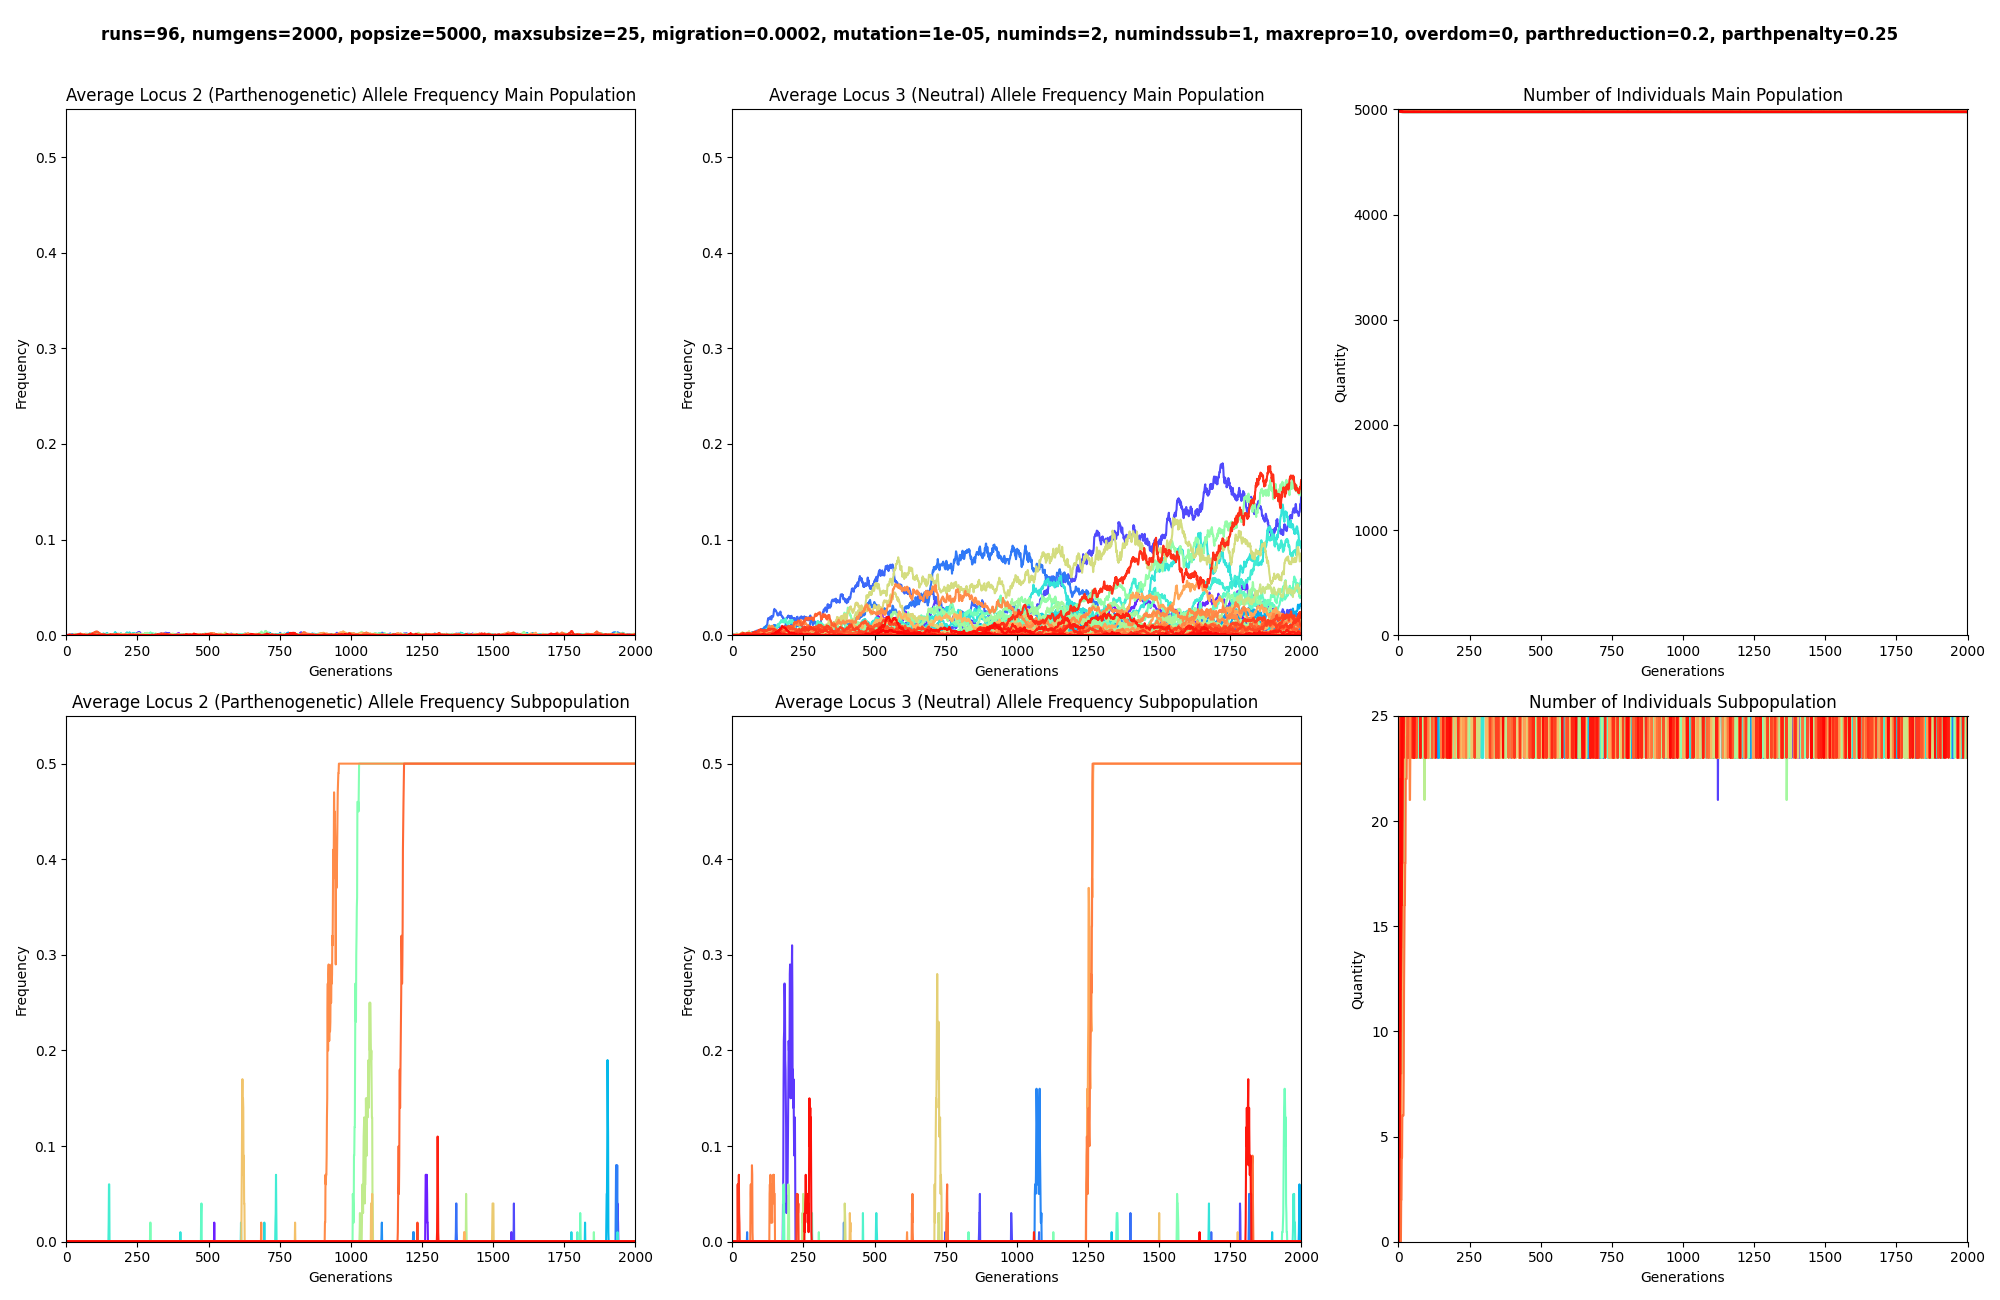 runs=96, numgens=2000, popsize=5000, maxsubsize=25, migration=0.0002, mutation=1e-05, numinds=2, numindssub=1, maxrepro=10, overdom=0, parthreduction=0.2, parthpenalty=0.25
Average Locus 2 (Parthenogenetic) Allele Frequency Main Population
Frequency
0.5
0.4
0.3
0.2
0.1
0.0
0 250 500 750 1000 1250 1500 1750 2000
Generations
Average Locus 3 (Neutral) Allele Frequency Main Population
Frequency
0.5
0.4
0.3
0.2
0.1
0.0
0 250 500 750 1000 1250 1500 1750 2000
Generations
Number of Individuals Main Population
Quantity
5000
4000
3000
2000
1000
0
0 250 500 750 1000 1250 1500 1750 2000
Generations
Average Locus 2 (Parthenogenetic) Allele Frequency Subpopulation
Frequency
0.5
0.4
0.3
0.2
0.1
0.0
0 250 500 750 1000 1250 1500 1750 2000
Generations
Average Locus 3 (Neutral) Allele Frequency Subpopulation
Frequency
0.5
0.4
0.3
0.2
0.1
0.0
0 250 500 750 1000 1250 1500 1750 2000
Generations
Number of Individuals Subpopulation
Quantity
25
20
15
10
5
0
0 250 500 750 1000 1250 1500 1750 2000
Generations